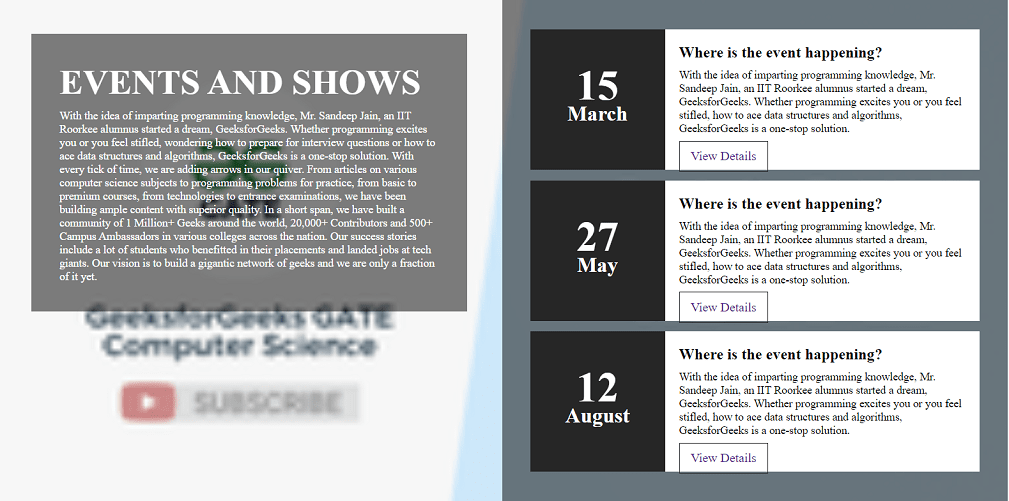 EVENTS AND SHOWS
With the idea of imparting programming knowledge, Mr. Sandeep Jain, an IIT
Roorkee alumnus started a dream, GeeksforGeeks. Whether programming excites
you or you feel stifled, wondering how to prepare for interview questions or how to
ace data structures and algorithms, GeeksforGeeks is a one-stop solution. With
every tick of time, we are adding arrows in our quiver. From articles on various
computer science subjects to programming problems for practice, from basic to
premium courses, from technologies to entrance examinations, we have been
building ample content with superior quality. In a short span, we have built a
community of 1 Million+ Geeks around the world, 20,000+ Contributors and 500+
Campus Ambassadors in various colleges across the nation. Our success stories
include a lot of students who benefitted in their placements and landed jobs at tech
giants. Our vision is to build a gigantic network of geeks and we are only a fraction
of it yet.
GeeksforGeeks GATE
Computer Science
SUBSCRIBE
15
March
Where is the event happening?
With the idea of imparting programming knowledge, Mr.
Sandeep Jain, an IIT Roorkee alumnus started a dream,
GeeksforGeeks. Whether programming excites you or you feel
stifled, how to ace data structures and algorithms,
GeeksforGeeks is a one-stop solution.
View Details
27
May
Where is the event happening?
With the idea of imparting programming knowledge, Mr.
Sandeep Jain, an IIT Roorkee alumnus started a dream,
GeeksforGeeks. Whether programming excites you or you feel
stifled, how to ace data structures and algorithms,
GeeksforGeeks is a one-stop solution.
View Details
12
August
Where is the event happening?
With the idea of imparting programming knowledge, Mr.
Sandeep Jain, an IIT Roorkee alumnus started a dream,
GeeksforGeeks. Whether programming excites you or you feel
stifled, how to ace data structures and algorithms,
GeeksforGeeks is a one-stop solution.
View Details